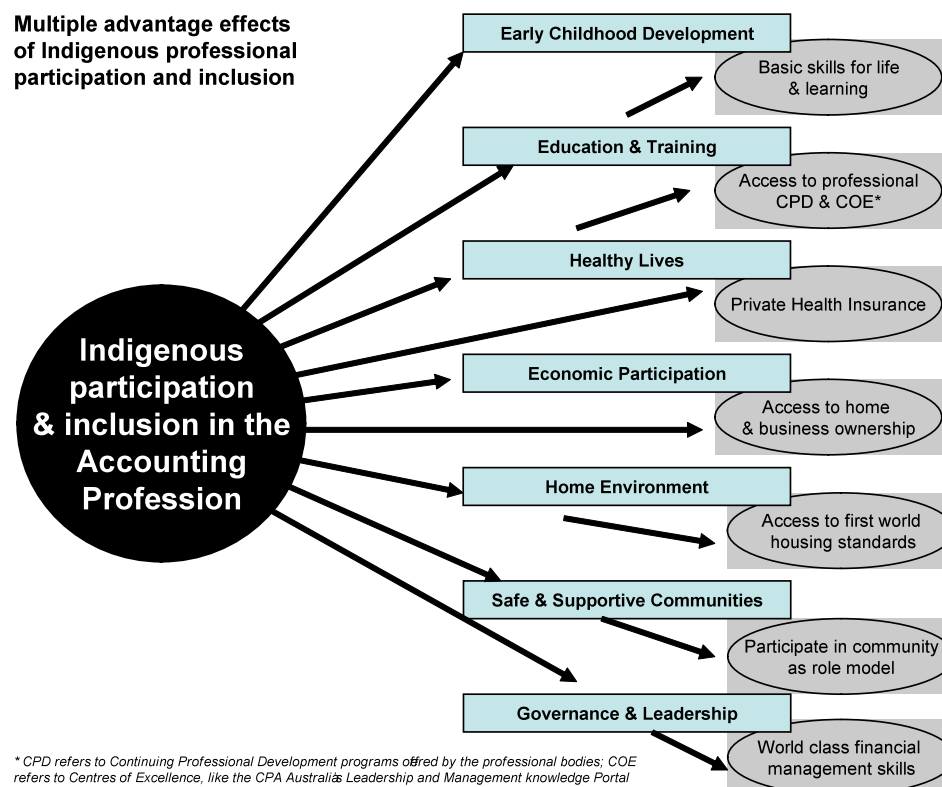 Multiple advantage effects
of Indigenous professional
participation and inclusion
Early Childhood Development
Basic skills for life
& learning
Education & Training
Access to professional
CPD & COE*
Healthy Lives
Private Health Insurance
Indigenous
participation
& inclusion in the
Accounting
Profession
Economic Participation
Access to home
& business ownership
Home Environment
Access to first world
housing standards
Safe & Supportive Communities
Participate in community
as role model
Governance & Leadership
World class financial
management skills
* CPD refers to Continuing Professional Development programs offred by the professional bodies; COE
refers to Centres of Excellence, like the CPA Australia's Leadership and Management knowledge Portal